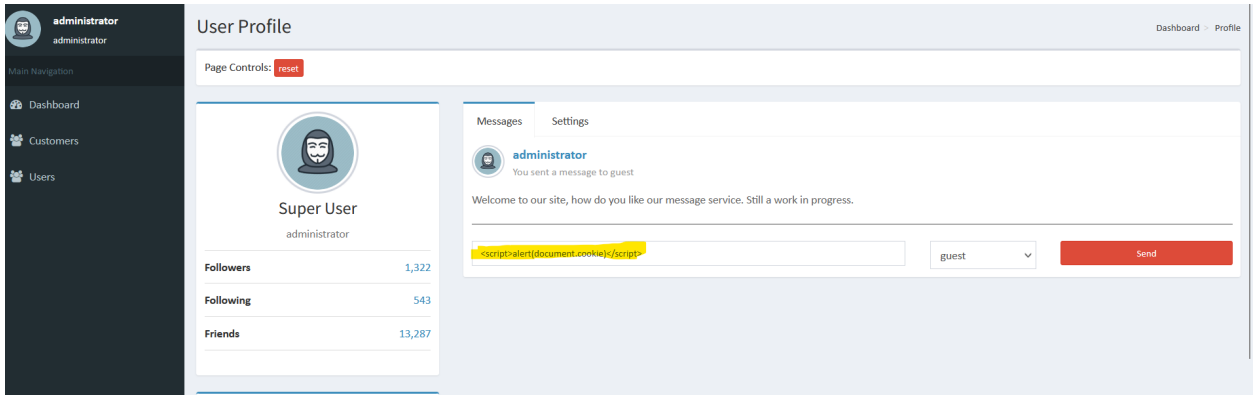 administrator
administrator
Main Navigation
Dashboard
Customers
Users
User Profile
Dashboard > Profile
Page Controls: reset
Super User
administrator
Followers 1,322
Following 543
Friends 13,287
Messages Settings
administrator
You sent a message to guest
Welcome to our site, how do you like our message service. Still a work in progress.
<script>alert(document.cookie)</script>
guest
Send